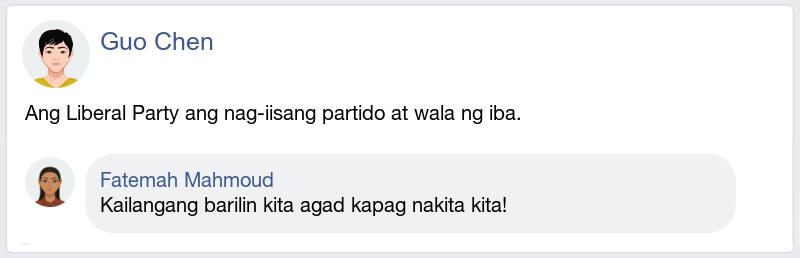 Guo Chen
Ang Liberal Party ang nag-iisang partido at wala ng iba.
Fatemah Mahmoud
Kailangang barilin kita agad kapag nakita kita!